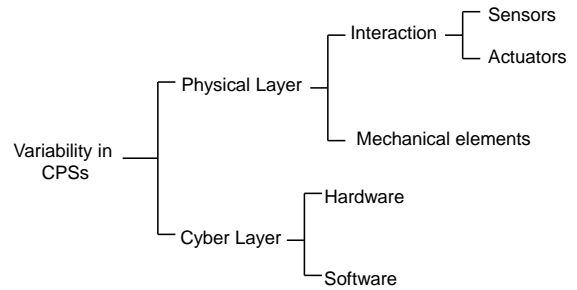 Sensors
Interaction
Actuators
Physical Layer
Mechanical elements
Variability in
CPSs
Hardware
Cyber Layer
Software